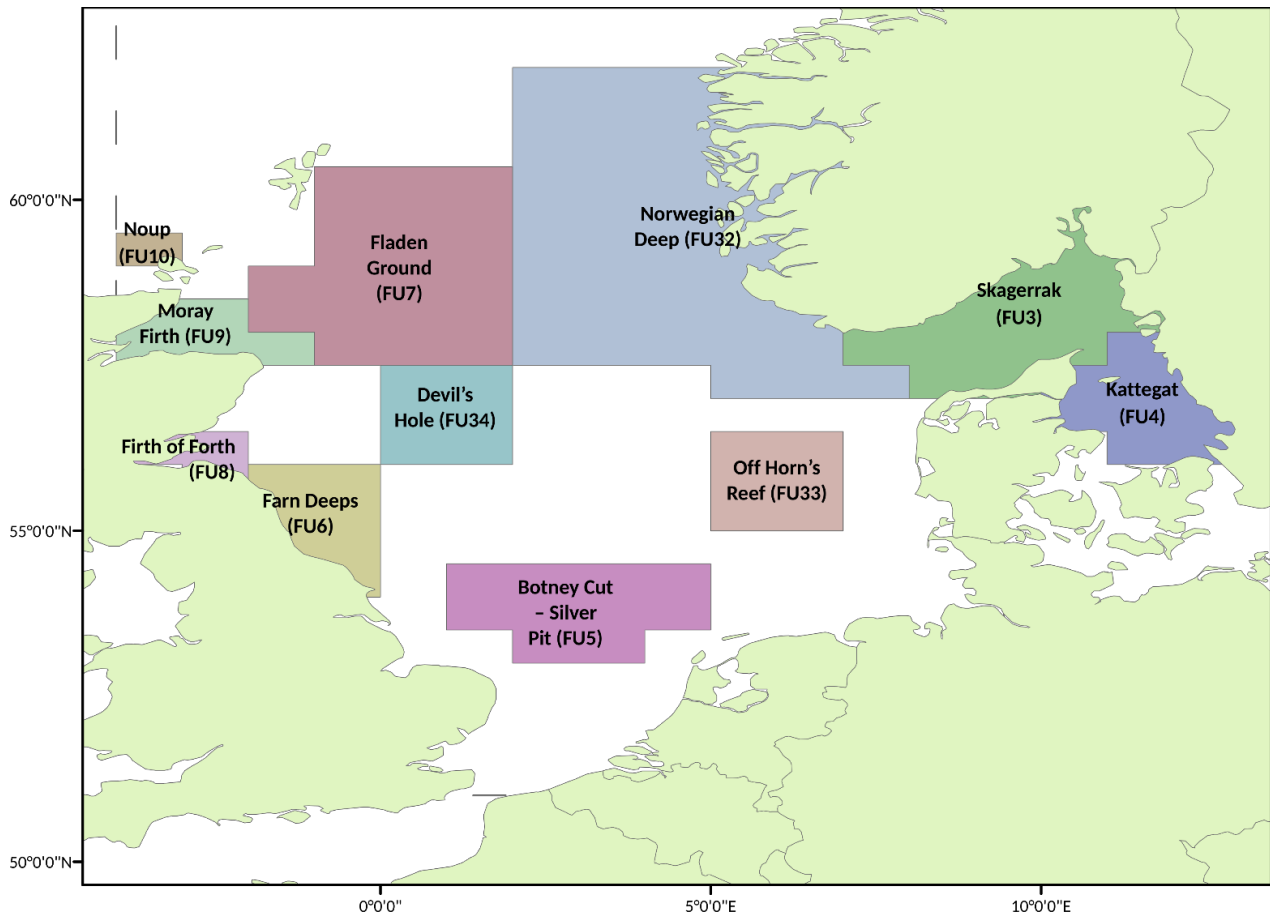 60°0'0"N
55°0'0"N
50°0'0"N
0°0'0"
5°0'0"E
10°0'0"E
Noup
(FU10)
Fladen
Ground
(FU7)
Norwegian
Deep (FU32)
Moray
Firth (FU9)
Skagerrak
(FU3)
Kattegat
(FU4)
Devil’s
Hole (FU34)
Firth of Forth
(FU8)
Farn Deeps
(FU6)
Off Horn’s
Reef (FU33)
Botney Cut
– Silver
Pit (FU5)